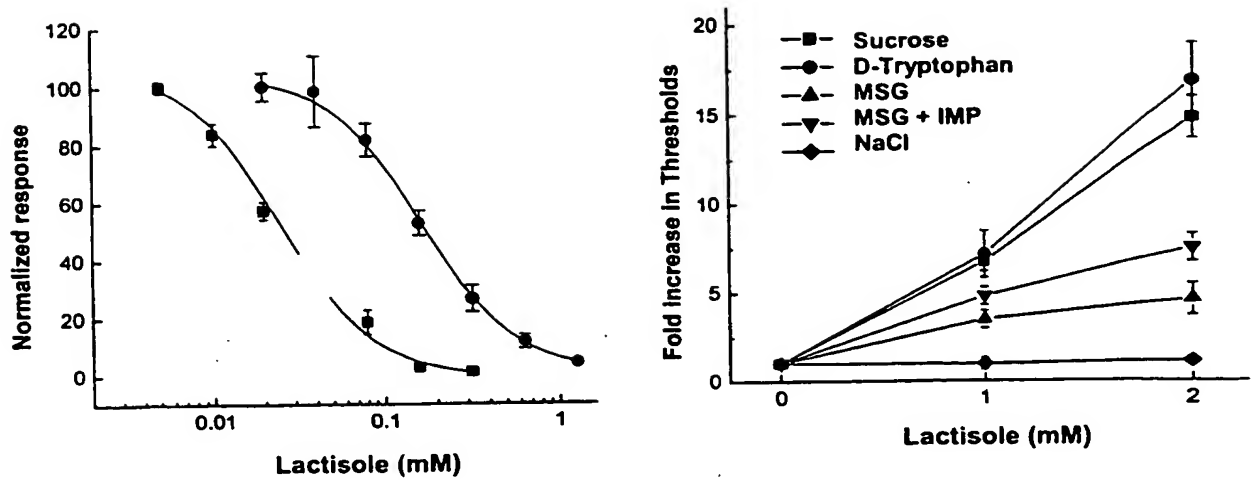 120
100
80
60
40
20
0
Normalized response
0.01
0.1
1
Lactisole (mM)
20
15
10
5
0
Fold increase in Thresholds
Sucrose
D-Tryptophan
MSG
MSG + IMP
NaCl
0
1
2
Lactisole (mM)